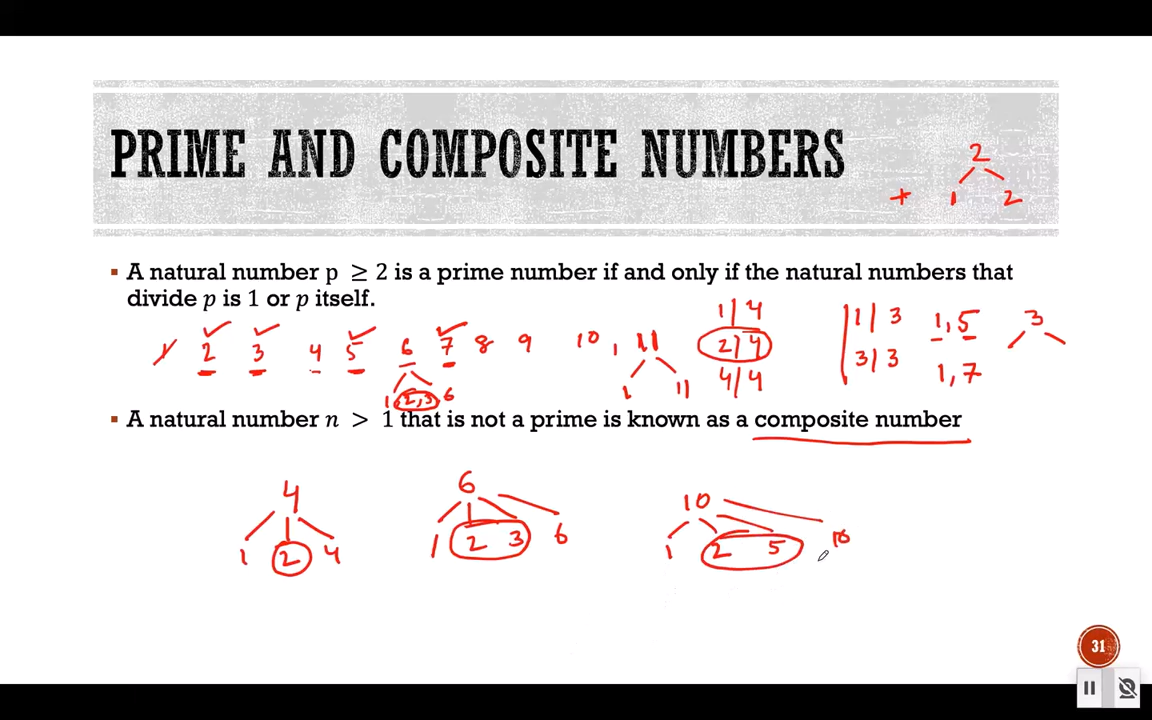 PRIME AND COMPOSITE NUMBERS
2
+ 1 2
▪ A natural number p ≥ 2 is a prime number if and only if the natural numbers that
divide p is 1 or p itself.
1 2 3 4 5 6 7 8 9 10, 11
1, 2, 3, 6
1 11
1|4
2|4
4|4
1|3
3|3
1, 5
1, 7
3
▪ A natural number n > 1 that is not a prime is known as a composite number
4
1 2 4
6
1 2 3 6
10
1 2 5 10
31